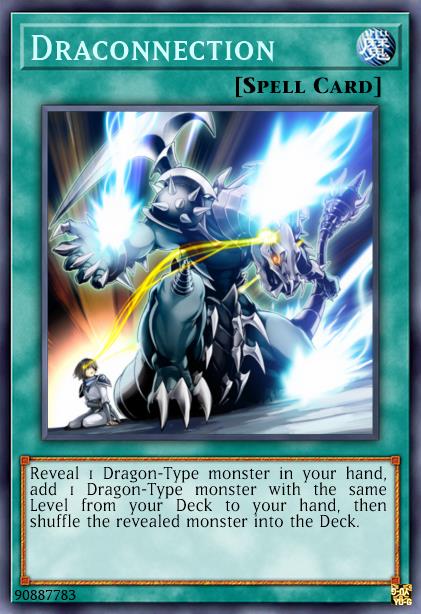 Draconnection
魔
[Spell Card]
Reveal 1 Dragon-Type monster in your hand,
add 1 Dragon-Type monster with the same
Level from your Deck to your hand, then
shuffle the revealed monster into the Deck.
90887783